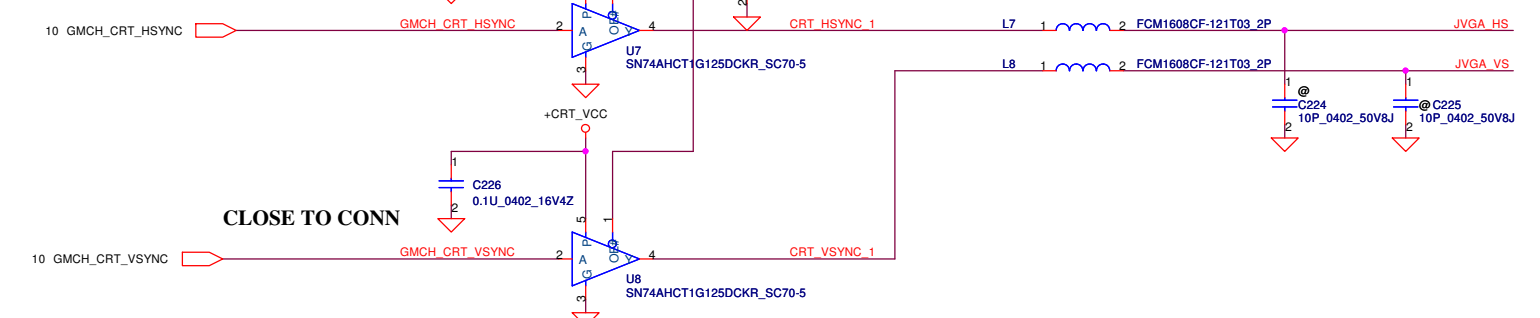 10 GMCH_CRT_HSYNC
GMCH_CRT_HSYNC
2
P
A
G
OE#
Y
4
3
U7
SN74AHCT1G125DCKR_SC70-5
2
CRT_HSYNC_1
L7 1 2 FCM1608CF-121T03_2P
JVGA_HS
L8 1 2 FCM1608CF-121T03_2P
JVGA_VS
1
@
C224
10P_0402_50V8J
2
1
@ C225
10P_0402_50V8J
2
+CRT_VCC
1
C226
0.1U_0402_16V4Z
2
CLOSE TO CONN
5
1
10 GMCH_CRT_VSYNC
GMCH_CRT_VSYNC
2
P
A
G
OE#
Y
4
3
U8
SN74AHCT1G125DCKR_SC70-5
CRT_VSYNC_1